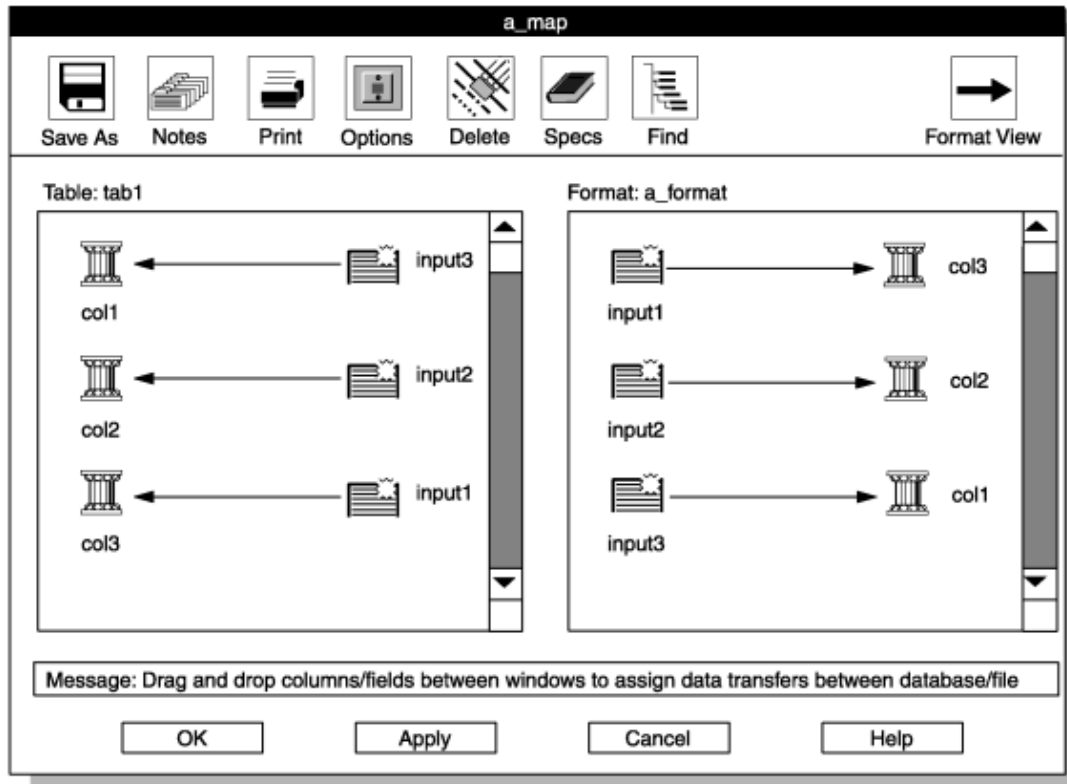 a_map
Save As Notes Print Options Delete Specs Find Format View
Table: tab1 Format: a_format
input3 col3
col1 input1
input2 col2
col2 input2
input1 col1
col3 input3
Message: Drag and drop columns/fields between windows to assign data transfers between database/file
OK Apply Cancel Help